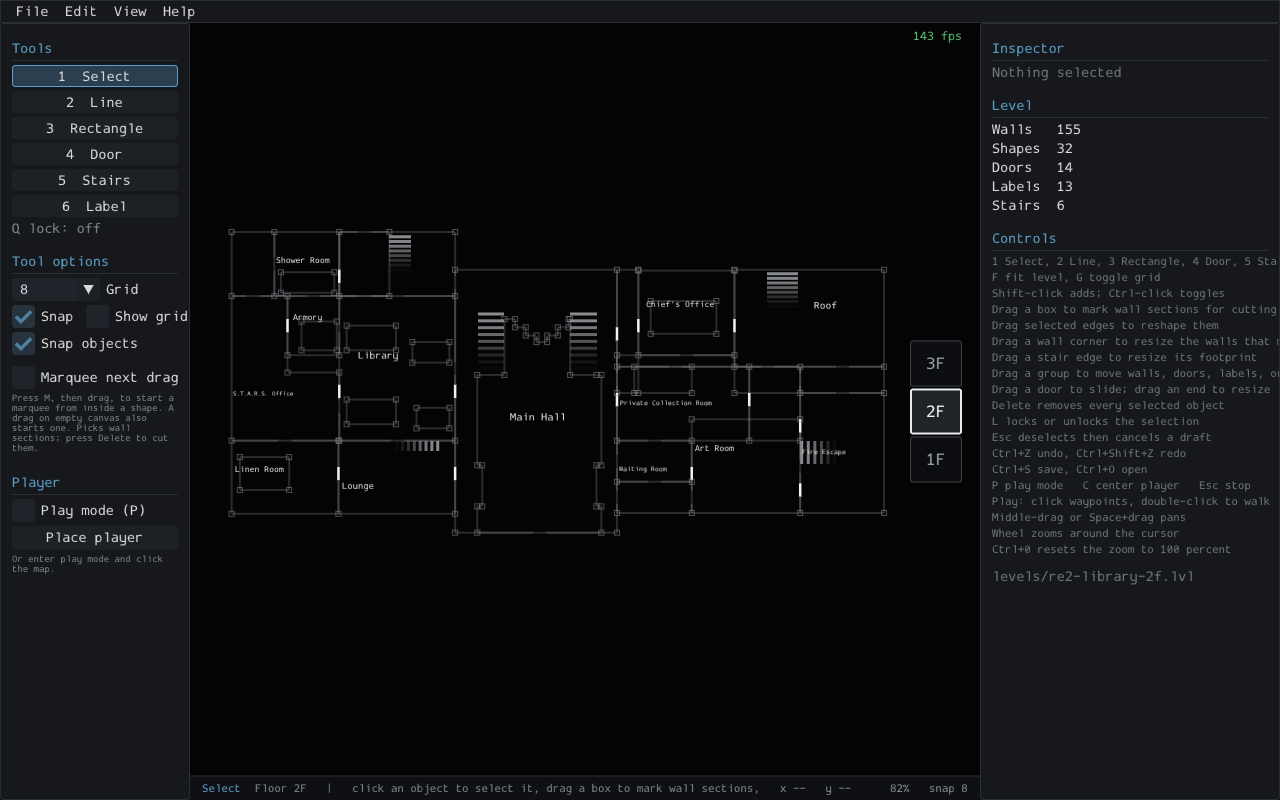 File Edit View Help
143 fps
Tools
1 Select
2 Line
3 Rectangle
4 Door
5 Stairs
6 Label
Q lock: off
Tool options
8 ▼ Grid
Snap Show grid
Snap objects
Marquee next drag
Press M, then drag, to start a
marquee from inside a shape. A
drag on empty canvas also
starts one. Picks wall
sections; press Delete to cut
them.
Player
Play mode (P)
Place player
Or enter play mode and click
the map.
Shower Room
Armory
Library
S.T.A.R.S. Office
Linen Room
Lounge
Main Hall
Chief's Office
Roof
Private Collection Room
Art Room
Waiting Room
Fire Escape
3F
2F
1F
Inspector
Nothing selected
Level
Walls 155
Shapes 32
Doors 14
Labels 13
Stairs 6
Controls
1 Select, 2 Line, 3 Rectangle, 4 Door, 5 Sta
F fit level, G toggle grid
Shift-click adds; Ctrl-click toggles
Drag a box to mark wall sections for cutting
Drag selected edges to reshape them
Drag a wall corner to resize the walls that
Drag a stair edge to resize its footprint
Drag a group to move walls, doors, labels, o
Drag a door to slide; drag an end to resize
Delete removes every selected object
L locks or unlocks the selection
Esc deselects then cancels a draft
Ctrl+Z undo, Ctrl+Shift+Z redo
Ctrl+S save, Ctrl+O open
P play mode C center player Esc stop
Play: click waypoints, double-click to walk
Middle-drag or Space+drag pans
Wheel zooms around the cursor
Ctrl+0 resets the zoom to 100 percent
levels/re2-library-2f.lvl
Select Floor 2F | click an object to select it, drag a box to mark wall sections, x -- y -- 82% snap 8